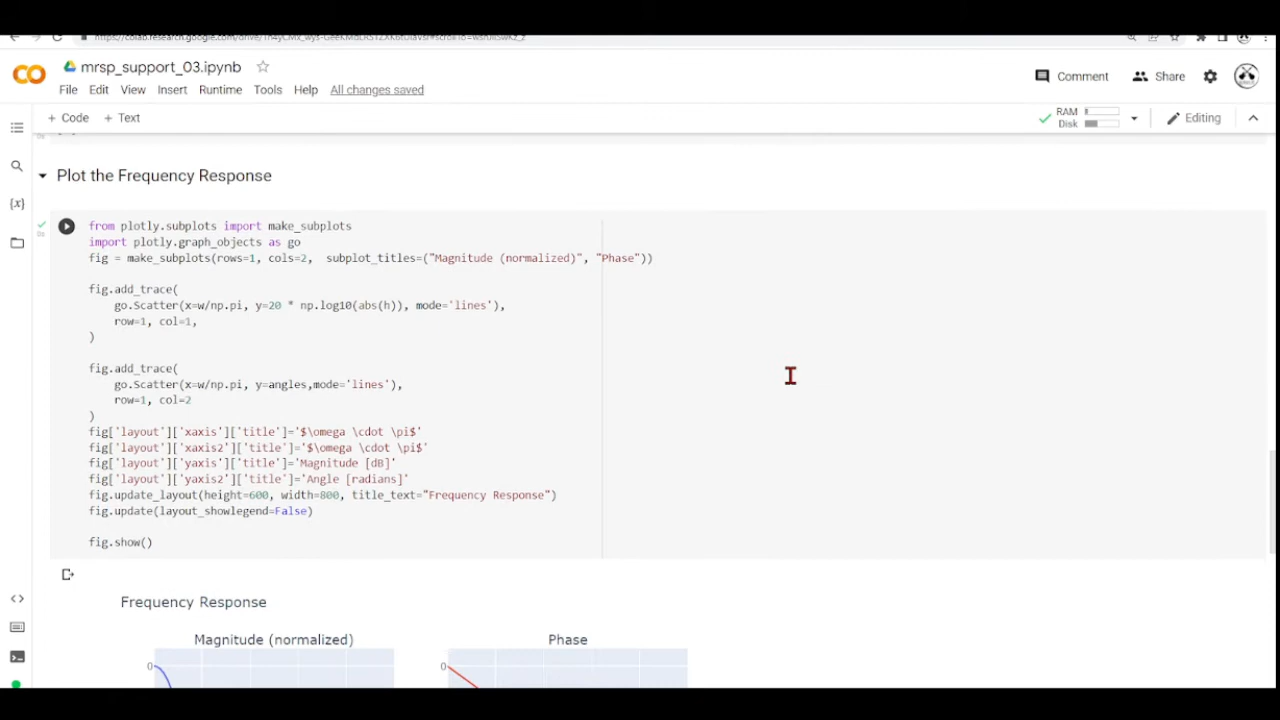 mrsp_support_03.ipynb
File Edit View Insert Runtime Tools Help All changes saved
Comment Share
+ Code + Text
RAM
Disk
Editing
Plot the Frequency Response
from plotly.subplots import make_subplots
import plotly.graph_objects as go
fig = make_subplots(rows=1, cols=2,  subplot_titles=("Magnitude (normalized)", "Phase"))
fig.add_trace(
    go.Scatter(x=w/np.pi, y=20 * np.log10(abs(h)), mode='lines'),
    row=1, col=1,
)
fig.add_trace(
    go.Scatter(x=w/np.pi, y=angles,mode='lines'),
    row=1, col=2
)
fig['layout']['xaxis']['title']='$\omega \cdot \pi$'
fig['layout']['xaxis2']['title']='$\omega \cdot \pi$'
fig['layout']['yaxis']['title']='Magnitude [dB]'
fig['layout']['yaxis2']['title']='Angle [radians]'
fig.update_layout(height=600, width=800, title_text="Frequency Response")
fig.update(layout_showlegend=False)
fig.show()
Frequency Response
Magnitude (normalized) Phase
0 0